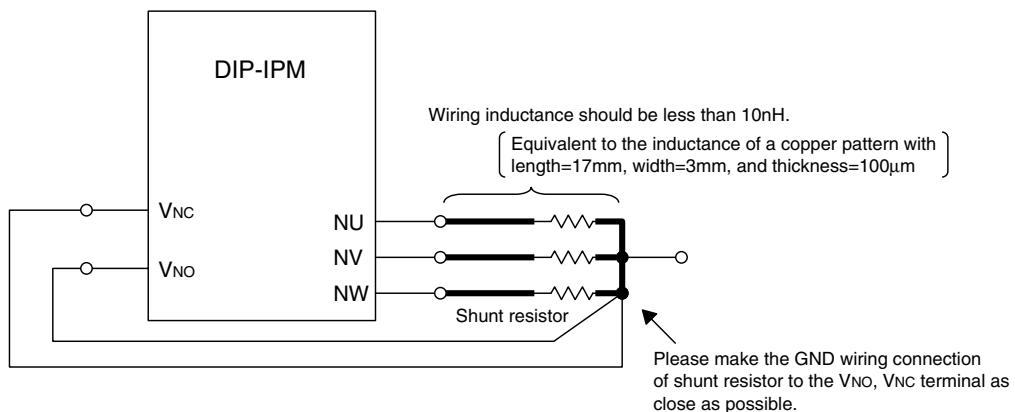 DIP-IPM
Wiring inductance should be less than 10nH.
Equivalent to the inductance of a copper pattern with
length=17mm, width=3mm, and thickness=100μm
VNC
NU
NV
VNO
NW
Shunt resistor
Please make the GND wiring connection
of shunt resistor to the VNO, VNC terminal as
close as possible.